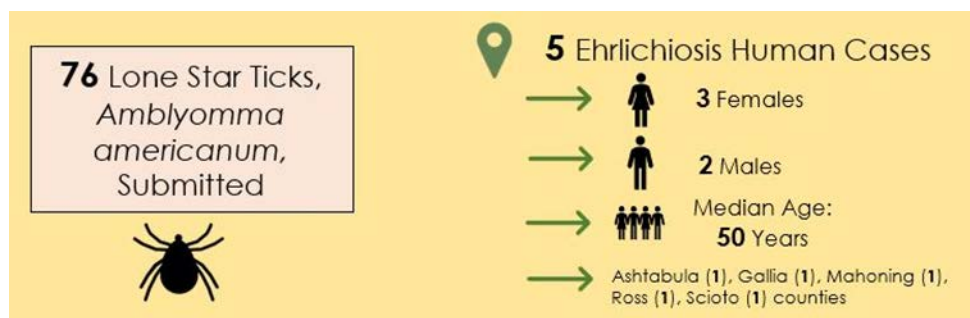 76 Lone Star Ticks,
Amblyomma
americanum,
Submitted
5 Ehrlichiosis Human Cases
3 Females
2 Males
Median Age:
50 Years
Ashtabula (1), Gallia (1), Mahoning (1),
Ross (1), Scioto (1) counties